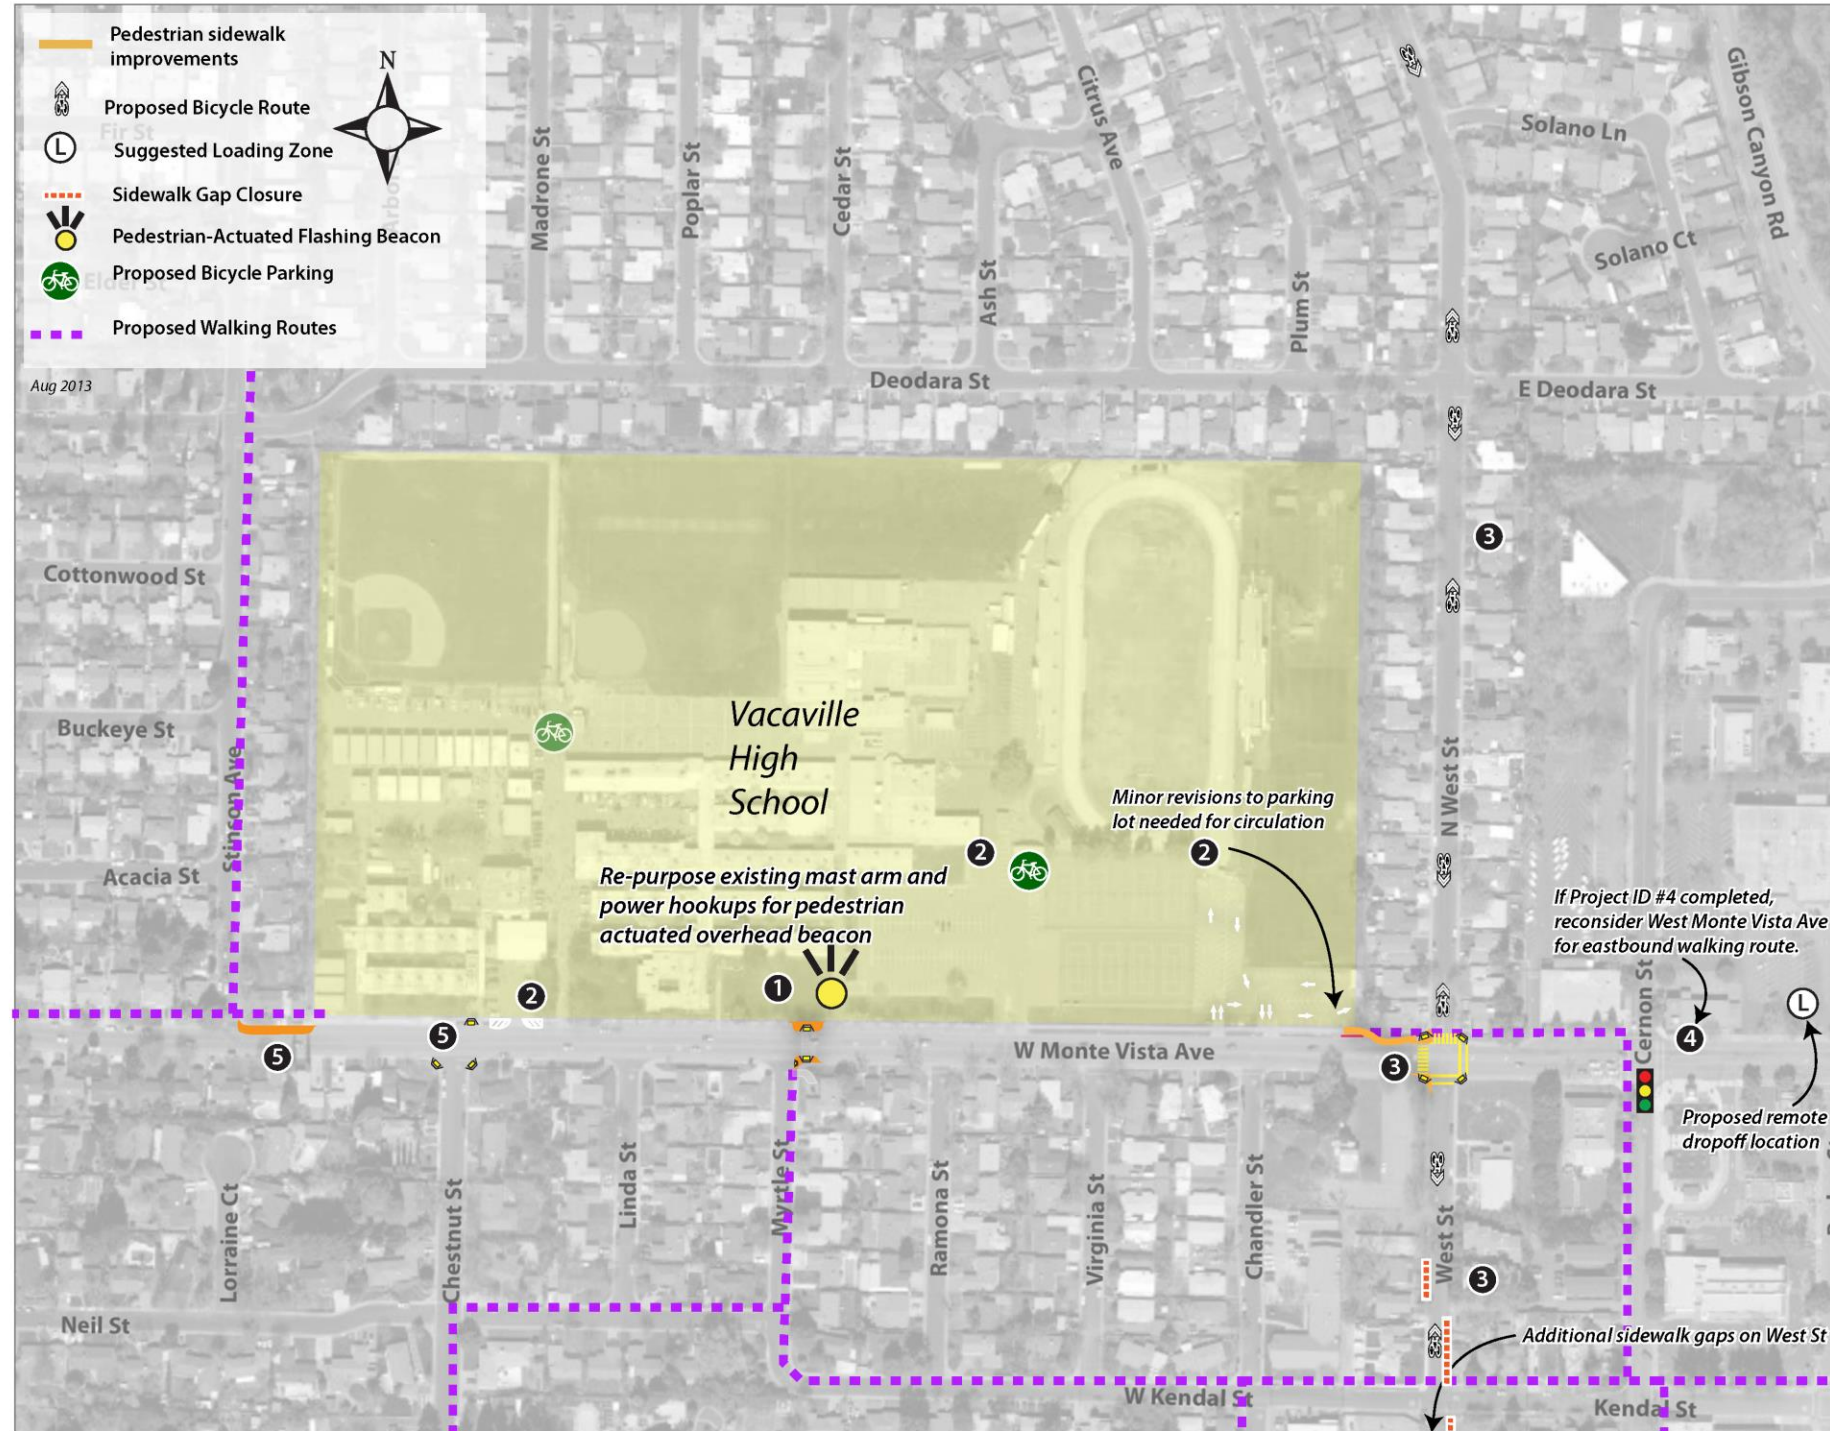 Pedestrian sidewalk
improvements
N
Proposed Bicycle Route
Fir St
L
Suggested Loading Zone
Sidewalk Gap Closure
Pedestrian-Actuated Flashing Beacon
Proposed Bicycle Parking
Elder St
Proposed Walking Routes
Aug 2013
Madrone St
Poplar St
Cedar St
Citrus Ave
Ash St
Plum St
Solano Ln
Solano Ct
Gibson Canyon Rd
Deodara St
E Deodara St
Cottonwood St
Buckeye St
Acacia St
Stinson Ave
Vacaville
High
School
3
N West St
Minor revisions to parking
lot needed for circulation
2
2
Re-purpose existing mast arm and
power hookups for pedestrian
actuated overhead beacon
1
2
If Project ID #4 completed,
reconsider West Monte Vista Ave
for eastbound walking route.
Cernon St
L
4
5
5
W Monte Vista Ave
3
Proposed remote
dropoff location
Lorraine Ct
Chestnut St
Linda St
Myrtle St
Ramona St
Virginia St
Chandler St
West St
3
Neil St
Additional sidewalk gaps on West St
W Kendal St
Kendal St